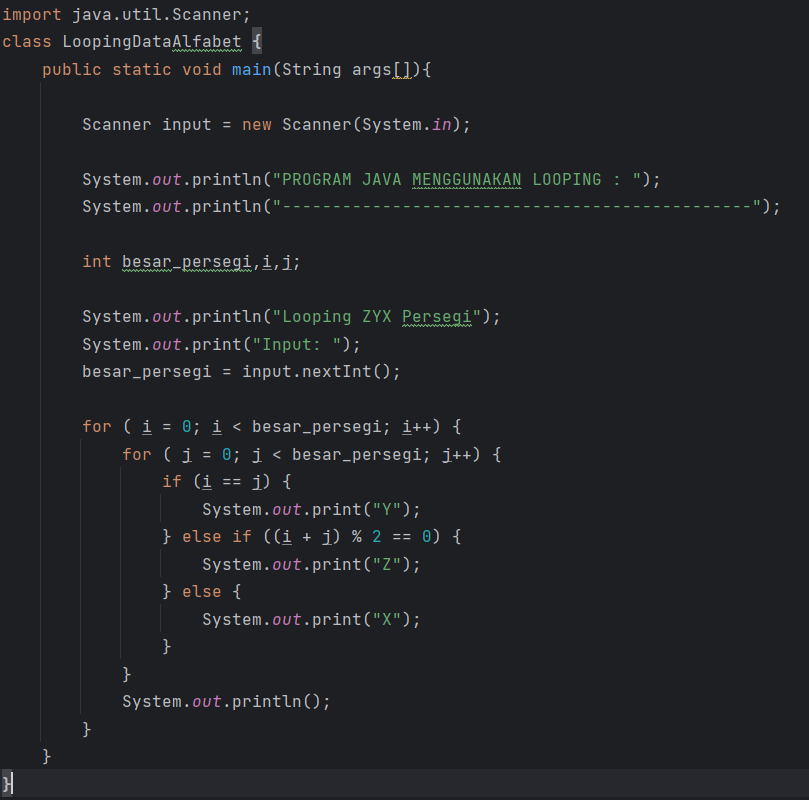 import java.util.Scanner;
class LoopingDataAlfabet {
    public static void main(String args[]){
        Scanner input = new Scanner(System.in);
        System.out.println("PROGRAM JAVA MENGGUNAKAN LOOPING : ");
        System.out.println("-----------------------------------------------");
        int besar_persegi,i,j;
        System.out.println("Looping ZYX Persegi");
        System.out.print("Input: ");
        besar_persegi = input.nextInt();
        for ( i = 0; i < besar_persegi; i++) {
            for ( j = 0; j < besar_persegi; j++) {
                if (i == j) {
                    System.out.print("Y");
                } else if ((i + j) % 2 == 0) {
                    System.out.print("Z");
                } else {
                    System.out.print("X");
                }
            }
            System.out.println();
        }
    }
}